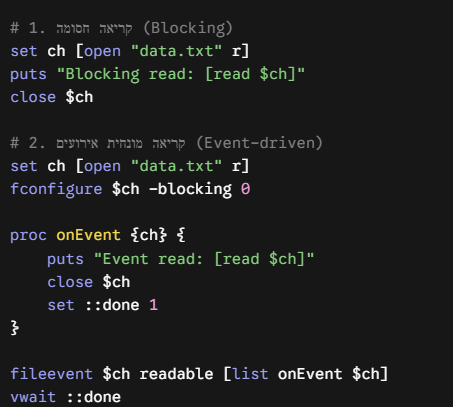 # 1. קריאה חסומה (Blocking)
set ch [open "data.txt" r]
puts "Blocking read: [read $ch]"
close $ch
# 2. קריאה מונחית אירועים (Event-driven)
set ch [open "data.txt" r]
fconfigure $ch -blocking 0
proc onEvent {ch} {
    puts "Event read: [read $ch]"
    close $ch
    set ::done 1
}
fileevent $ch readable [list onEvent $ch]
vwait ::done